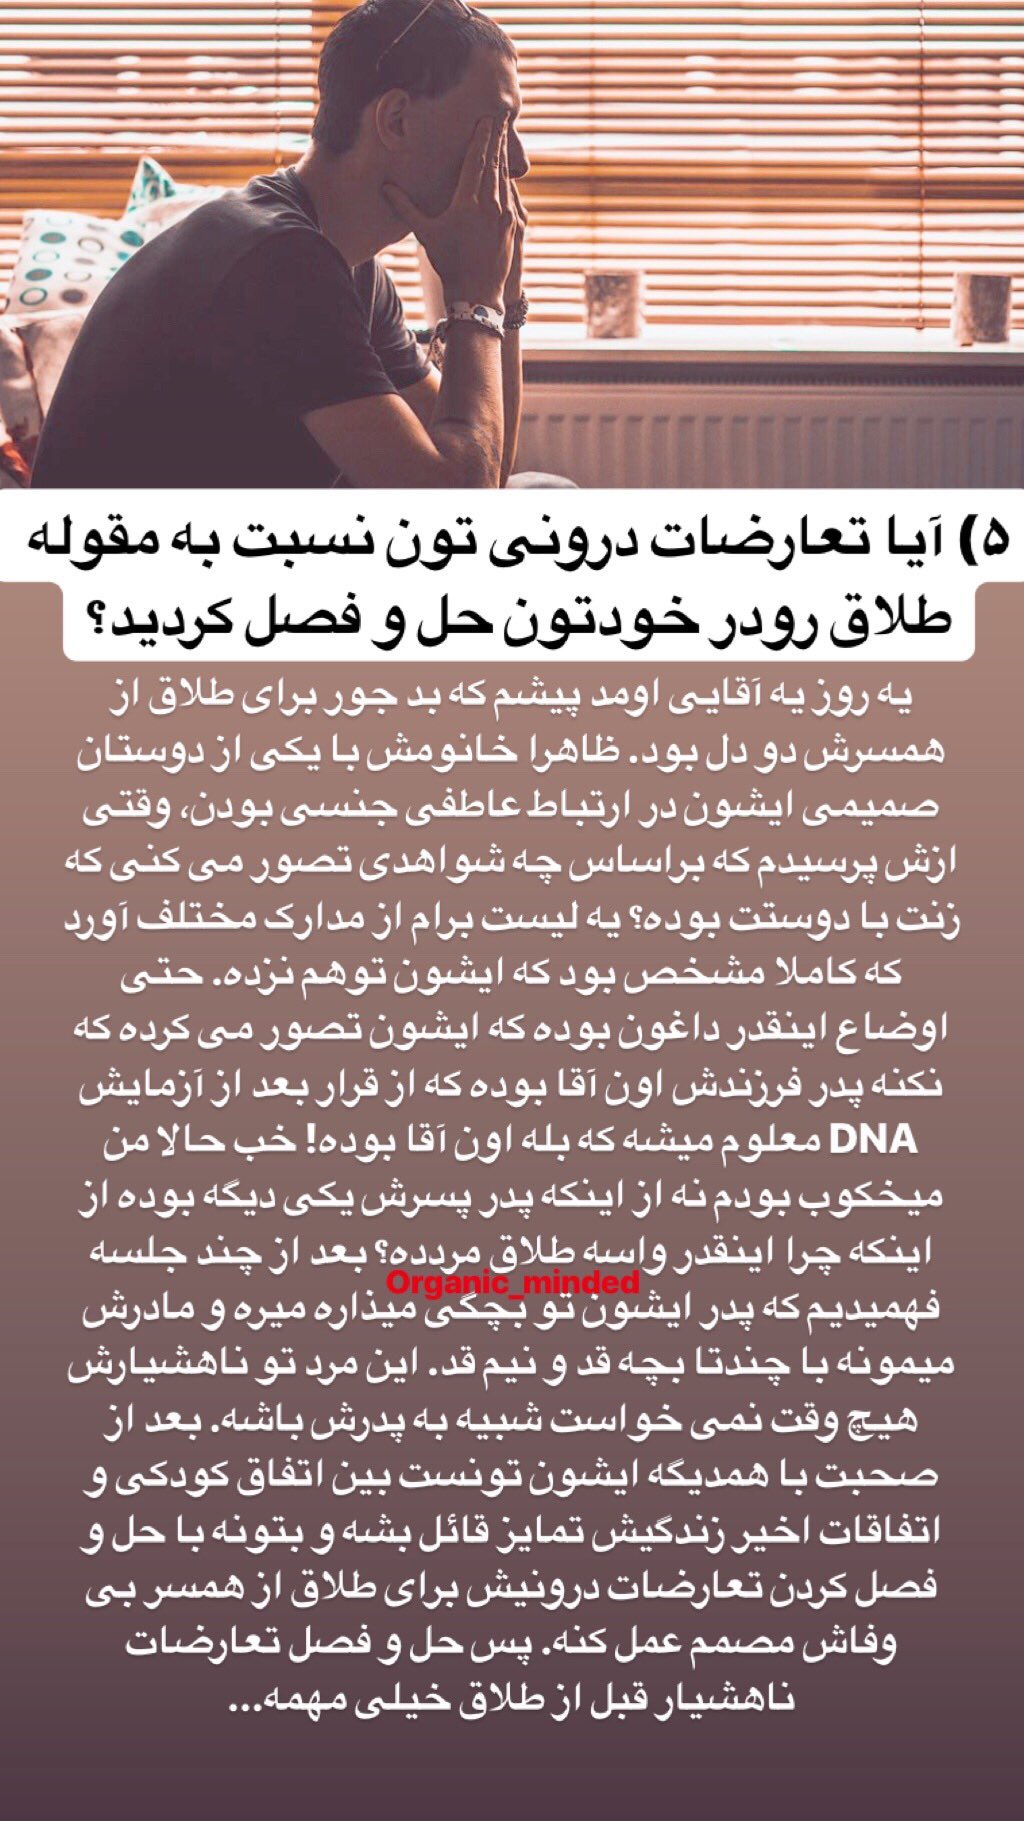 ۵) آیا تعارضات درونی تون نسبت به مقوله
طلاق رودر خودتون حل و فصل کردید؟
یه روز یه آقایی اومد پیشم که بد جور برای طلاق از
همسرش دو دل بود. ظاهرا خانومش با یکی از دوستان
صمیمی ایشون در ارتباط عاطفی جنسی بودن، وقتی
ازش پرسیدم که براساس چه شواهدی تصور می کنی که
زنت با دوستت بوده؟ یه لیست برام از مدارک مختلف آورد
که کاملا مشخص بود که ایشون توهم نزده. حتی
اوضاع اینقدر داغون بوده که ایشون تصور می کرده که
نکنه پدر فرزندش اون آقا بوده که از قرار بعد از آزمایش
DNA معلوم میشه که بله اون آقا بوده! خب حالا من
میخکوب بودم نه از اینکه پدر پسرش یکی دیگه بوده از
اینکه چرا اینقدر واسه طلاق مردده؟ بعد از چند جلسه
Organic_minded
فهمیدیم که پدر ایشون تو بچگی میذاره میره و مادرش
میمونه با چندتا بچه قد و نیم قد. این مرد تو ناهشیارش
هیچ وقت نمی خواست شبیه به پدرش باشه. بعد از
صحبت با همدیگه ایشون تونست بین اتفاق کودکی و
اتفاقات اخیر زندگیش تمایز قائل بشه و بتونه با حل و
فصل کردن تعارضات درونیش برای طلاق از همسر بی
وفاش مصمم عمل کنه. پس حل و فصل تعارضات
ناهشیار قبل از طلاق خیلی مهمه...